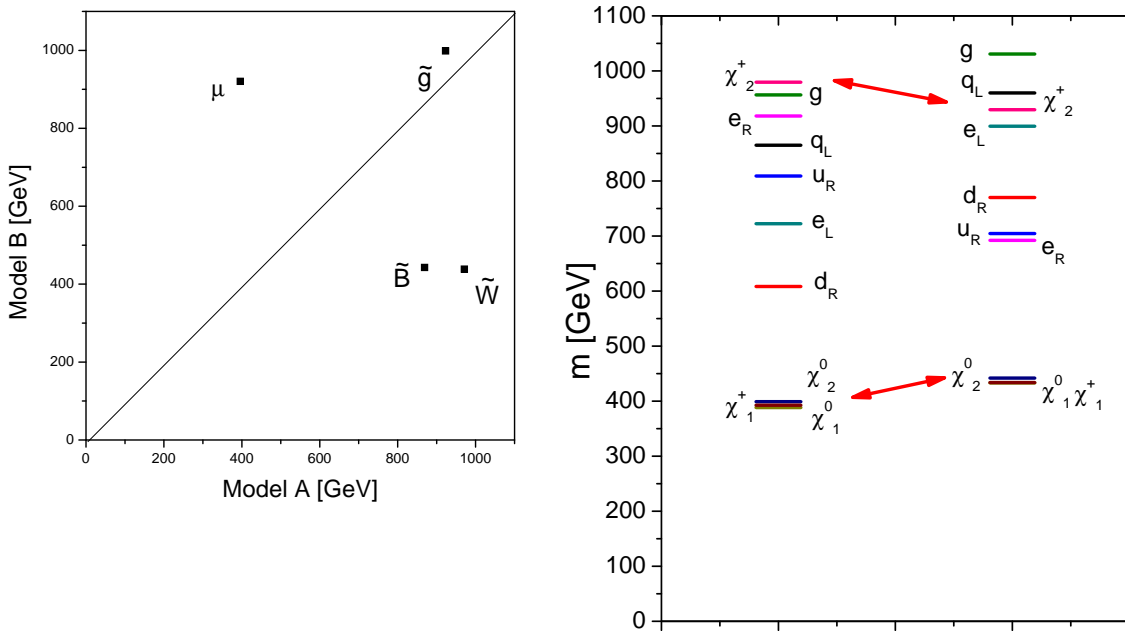 1000
800
600
400
200
0
0
200
400
600
800
1000
Model B [GeV]
Model A [GeV]
μ
g̃
B̃
W̃
1100
1000
900
800
700
600
500
400
300
200
100
0
m [GeV]
χ⁺₂
g
e_R
q_L
u_R
e_L
d_R
χ⁰₂
χ⁺₁
χ⁰₁
g
q_L
χ⁺₂
e_L
d_R
u_R
e_R
χ⁰₂
χ⁰₁ χ⁺₁